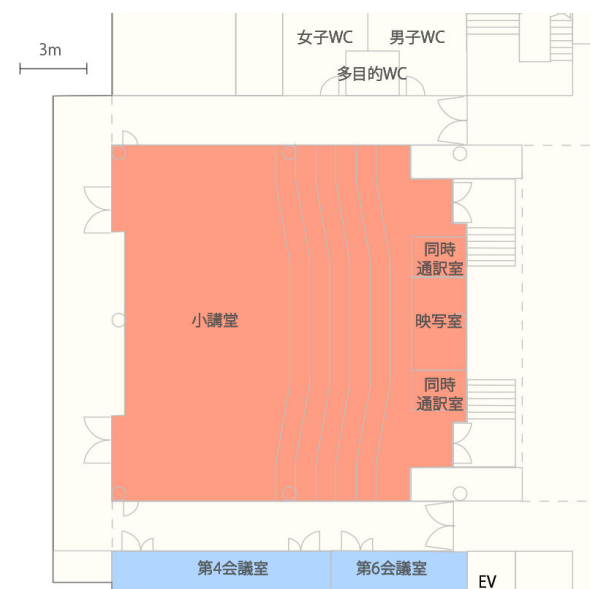 女子WC
男子WC
3m
多目的WC
同時
通訳室
小講堂
映写室
同時
通訳室
第4会議室
第6会議室
EV